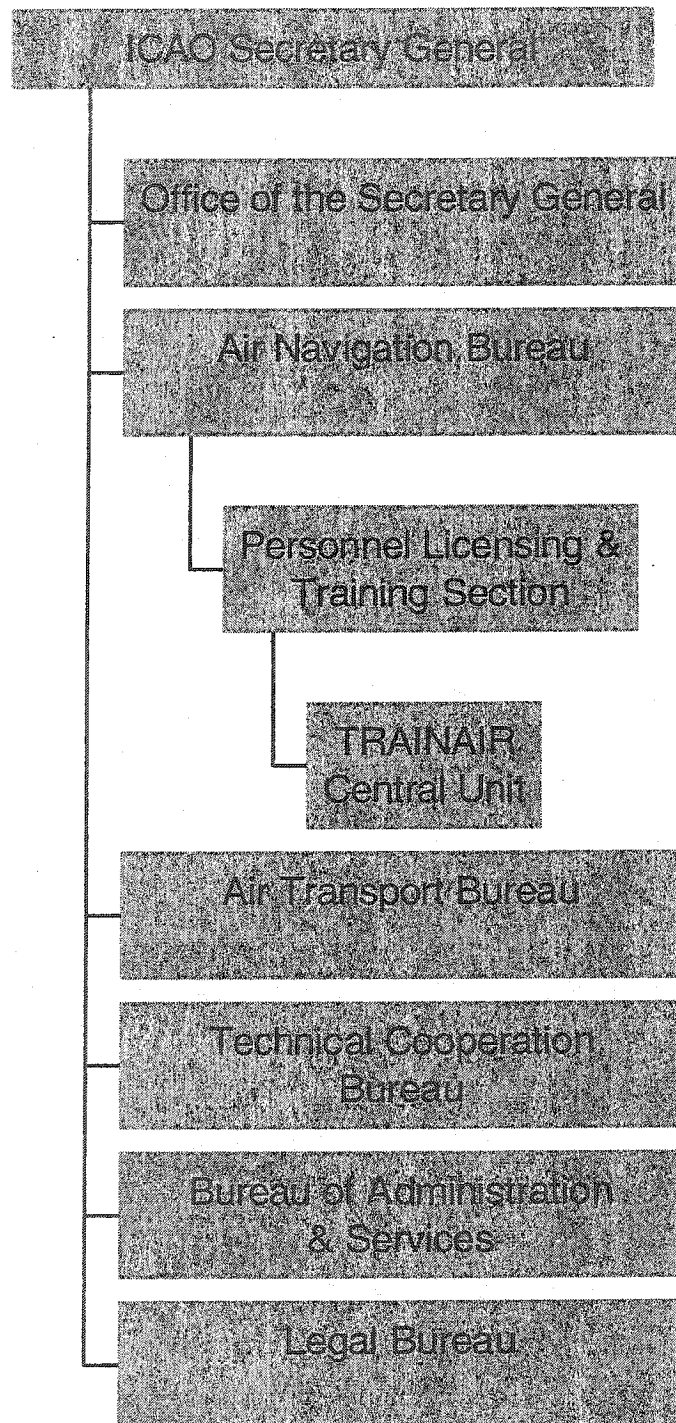 ICAO Secretary General
Office of the Secretary General
Air Navigation Bureau
Personnel Licensing &
Training Section
TRAINAIR
Central Unit
Air Transport Bureau
Technical Cooperation
Bureau
Bureau of Administration
& Services
Legal Bureau